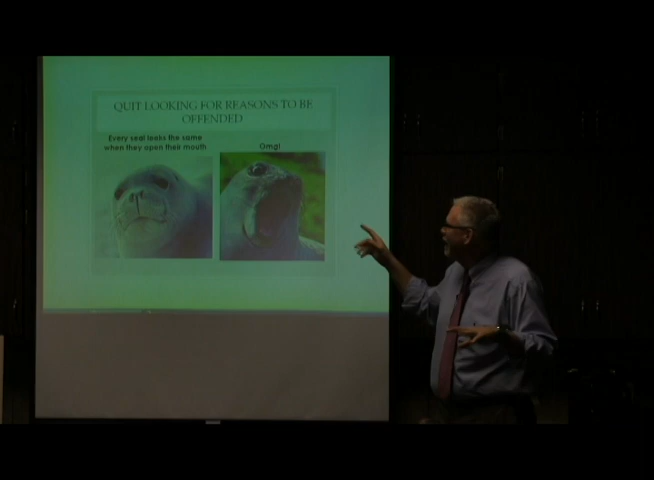 QUIT LOOKING FOR REASONS TO BE
OFFENDED
Every seal looks the same
when they open their mouth
Omg!